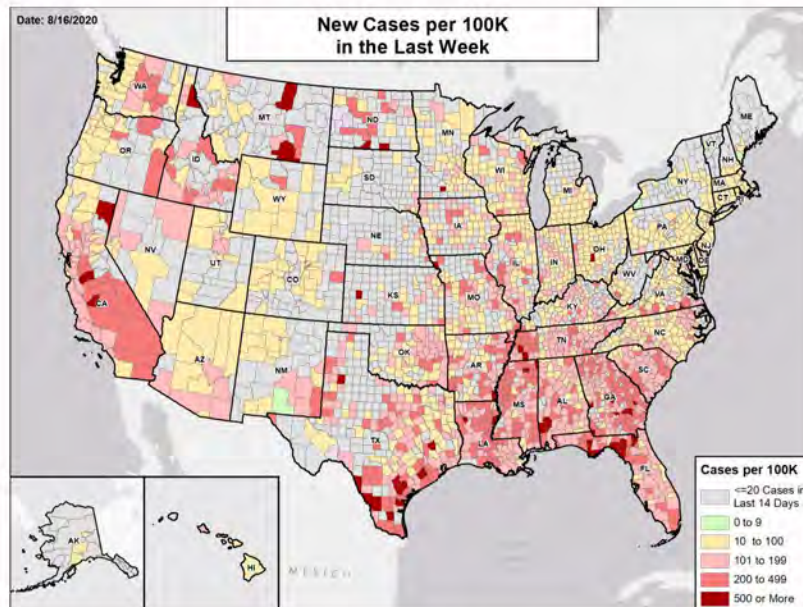 Date: 8/16/2020
New Cases per 100K
in the Last Week
WA
MT
ND
MN
ME
OR
ID
SD
WI
MI
VT
NH
NY
MA
CT
WY
NE
IA
PA
NJ
NV
UT
CO
IL
IN
OH
MD
DE
WV
VA
CA
KS
MO
KY
AZ
NM
OK
AR
TN
NC
SC
TX
LA
MS
AL
GA
FL
AK
HI
MEXICO
Cases per 100K
<=20 Cases in
Last 14 Days
0 to 9
10 to 100
101 to 199
200 to 499
500 or More